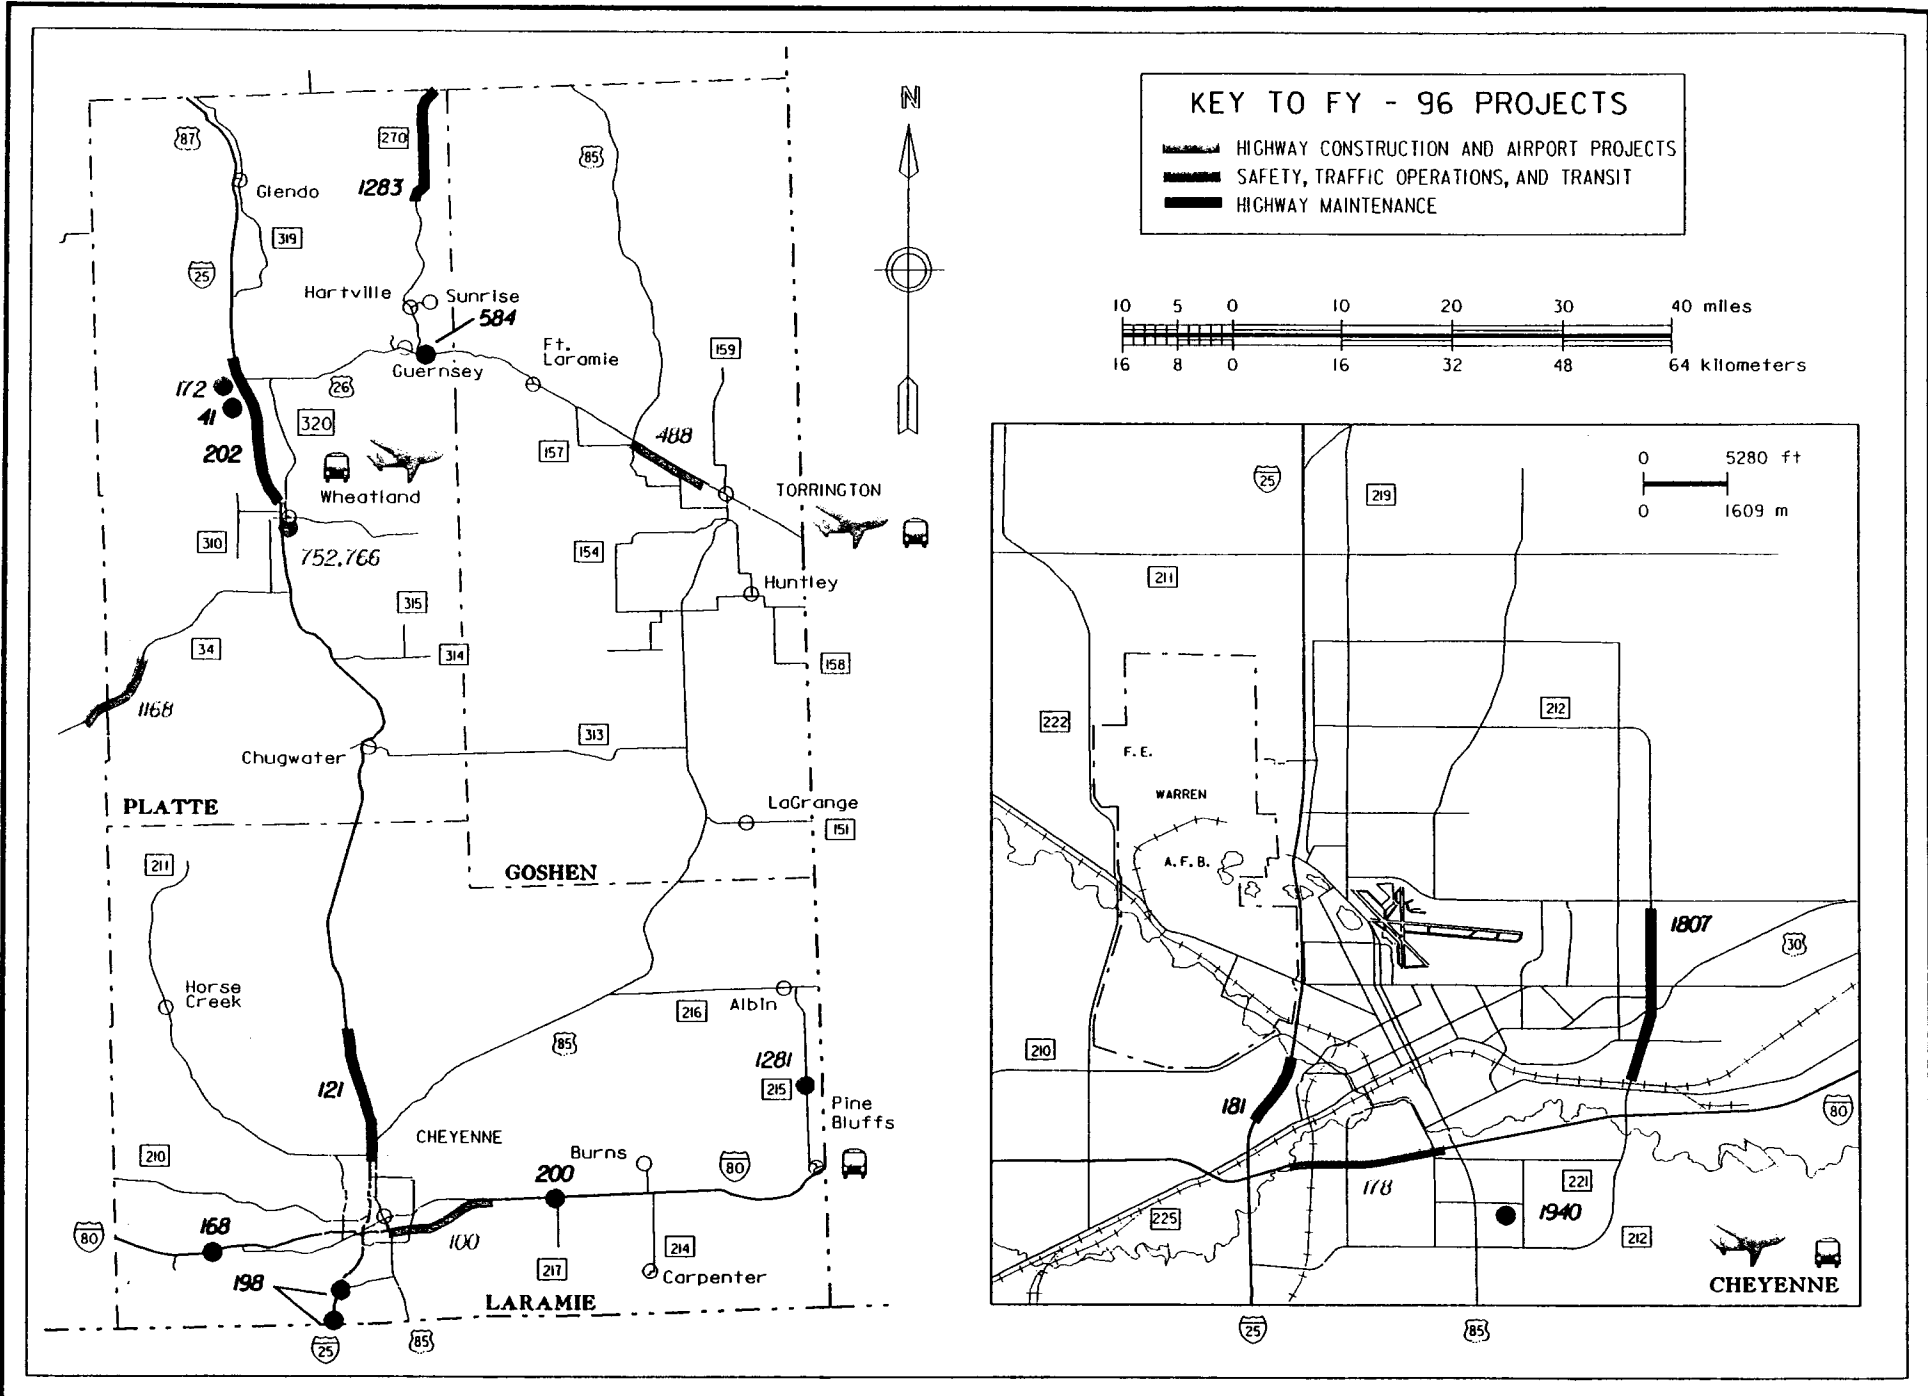 KEY TO FY - 96 PROJECTS
HIGHWAY CONSTRUCTION AND AIRPORT PROJECTS
SAFETY, TRAFFIC OPERATIONS, AND TRANSIT
HIGHWAY MAINTENANCE
N
10 5 0 10 20 30 40 miles
16 8 0 16 32 48 64 kilometers
87
270
85
1283
Glendo
319
25
Hartville
Sunrise
584
Ft.
Laramie
159
Guernsey
26
172
41
320
202
488
157
Wheatland
TORRINGTON
310
752,766
154
Huntley
315
34
314
158
1168
313
Chugwater
PLATTE
LaGrange
151
211
GOSHEN
Horse
Creek
Albin
216
85
1281
121
215
Pine
Bluffs
CHEYENNE
210
Burns
80
200
168
80
100
214
217
198
Carpenter
LARAMIE
25
85
0 5280 ft
0 1609 m
25
219
211
222
212
F.E.
WARREN
A.F.B.
1807
30
210
181
80
178
221
225
1940
212
CHEYENNE
25
85